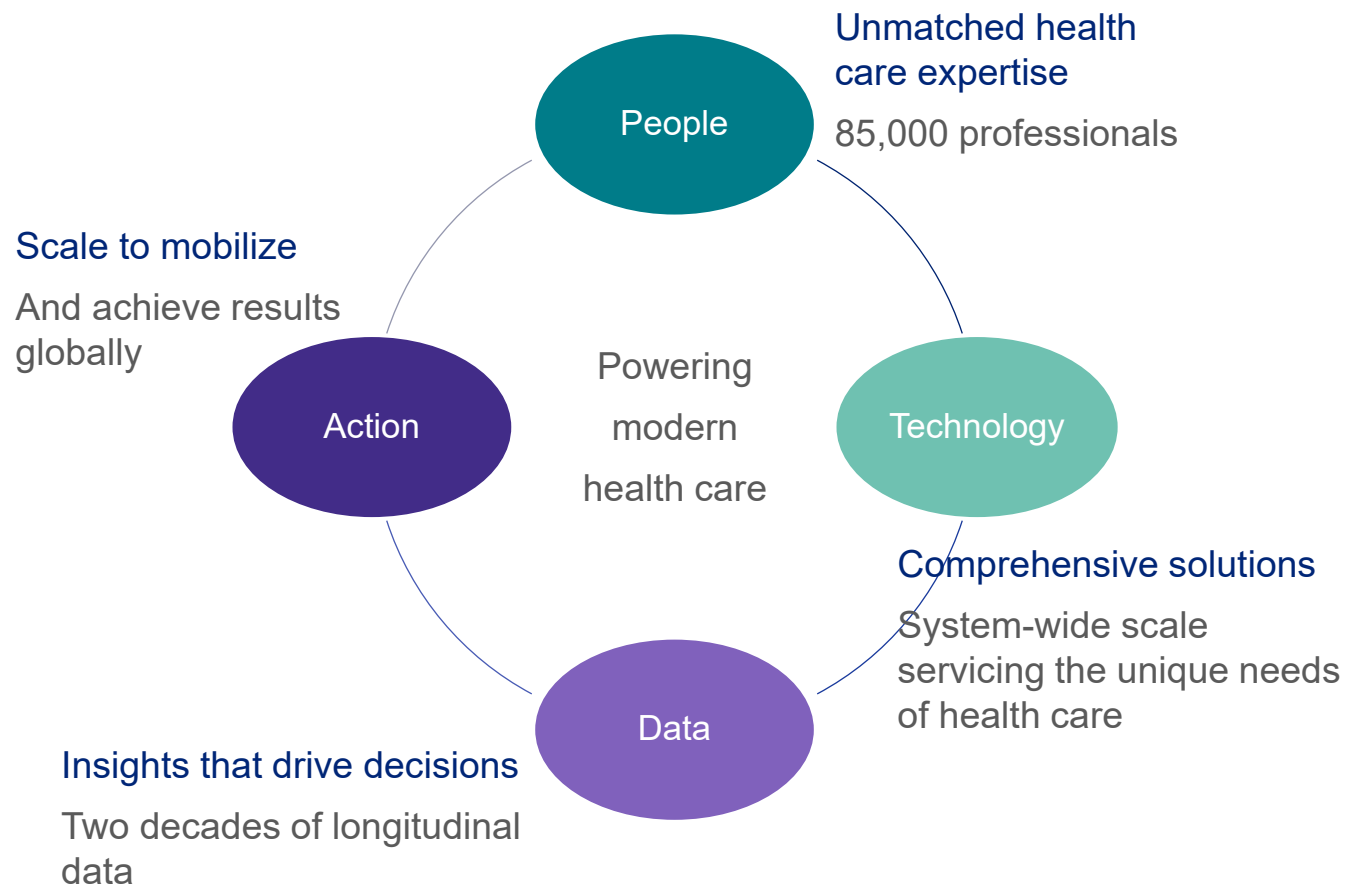 People
Unmatched health
care expertise
85,000 professionals
Scale to mobilize
And achieve results
globally
Action
Powering
modern
health care
Technology
Comprehensive solutions
System-wide scale
servicing the unique needs
of health care
Data
Insights that drive decisions
Two decades of longitudinal
data